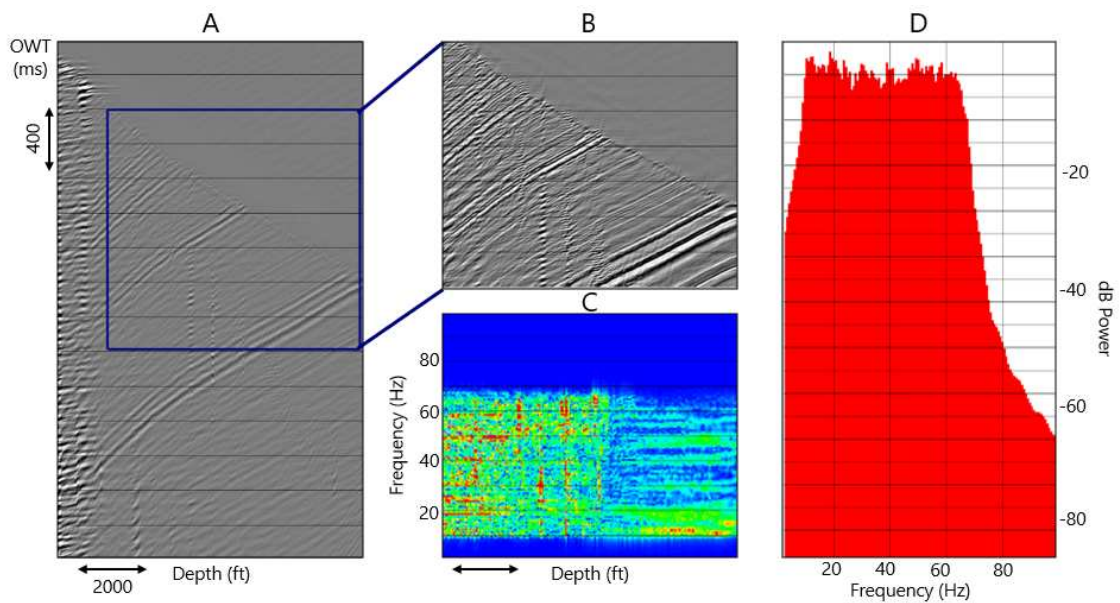 A
B
D
OWT
(ms)
400
2000
Depth (ft)
C
Frequency (Hz)
80
60
40
20
Depth (ft)
-20
-40
-60
-80
dB Power
20
40
60
80
Frequency (Hz)